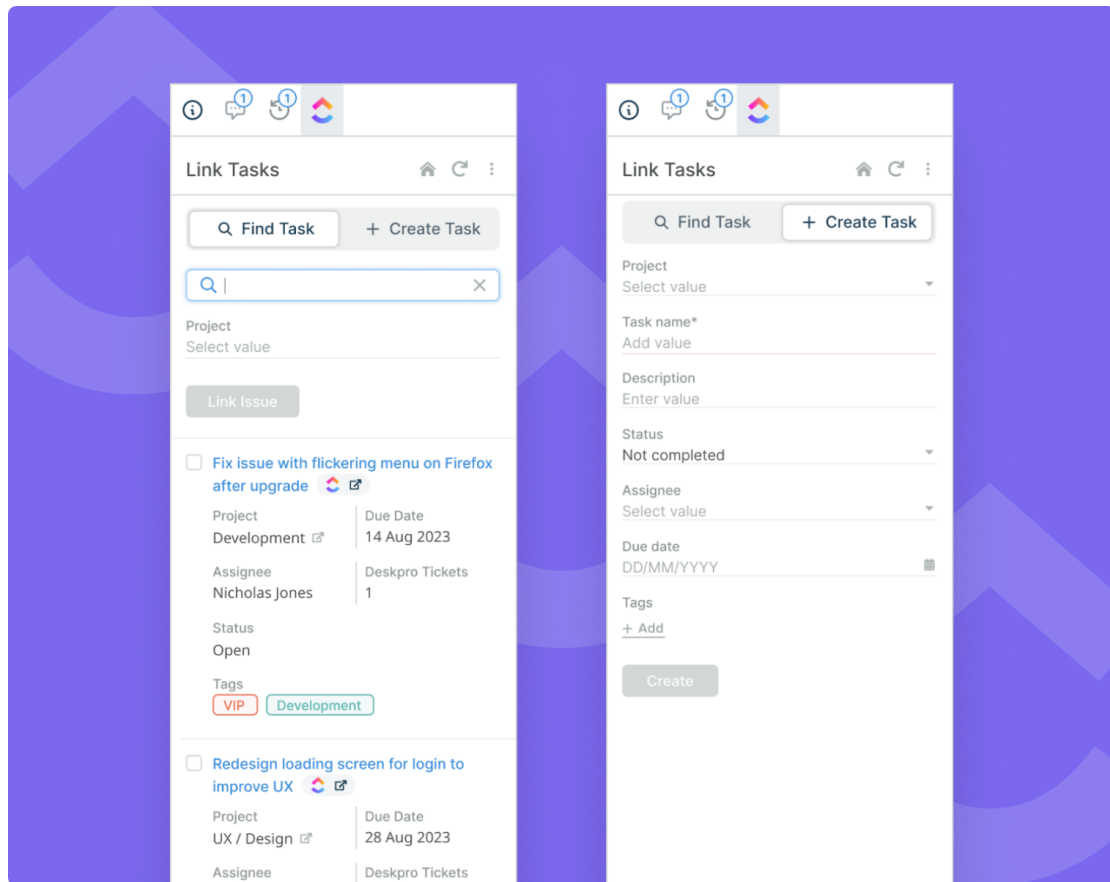 1 1
Link Tasks
Find Task + Create Task
Project
Select value
Link Issue
Fix issue with flickering menu on Firefox
after upgrade
Project Due Date
Development 14 Aug 2023
Assignee Deskpro Tickets
Nicholas Jones 1
Status
Open
Tags
VIP Development
Redesign loading screen for login to
improve UX
Project Due Date
UX / Design 28 Aug 2023
Assignee Deskpro Tickets
1 1
Link Tasks
Find Task + Create Task
Project
Select value
Task name*
Add value
Description
Enter value
Status
Not completed
Assignee
Select value
Due date
DD/MM/YYYY
Tags
+ Add
Create